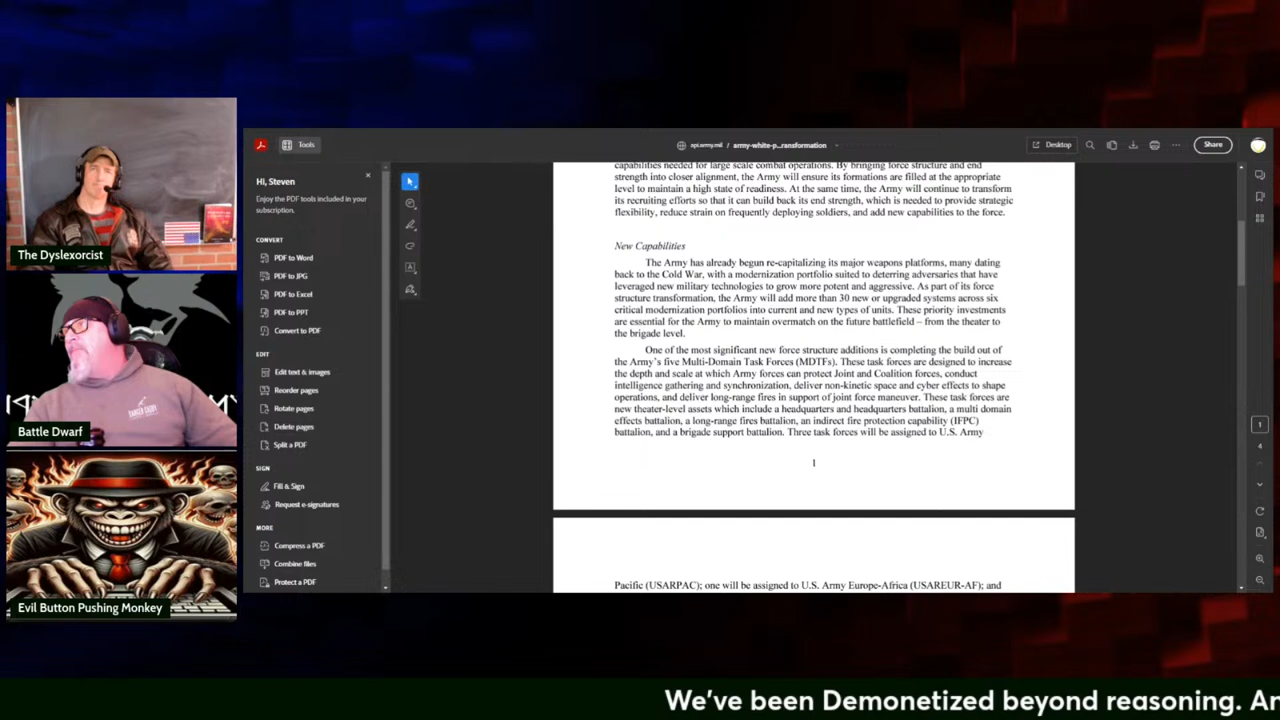 The Dyslexorcist
Battle Dwarf
Evil Button Pushing Monkey
Tools
api.army.mil / army-white-p...ransformation
Desktop
Share
Hi, Steven
Enjoy the PDF tools included in your
subscription.
CONVERT
PDF to Word
PDF to JPG
PDF to Excel
PDF to PPT
Convert to PDF
EDIT
Edit text & images
Reorder pages
Rotate pages
Delete pages
Split a PDF
SIGN
Fill & Sign
Request e-signatures
MORE
Compress a PDF
Combine files
Protect a PDF
capabilities needed for large scale combat operations. By bringing force structure and end
strength into closer alignment, the Army will ensure its formations are filled at the appropriate
level to maintain a high state of readiness. At the same time, the Army will continue to transform
its recruiting efforts so that it can build back its end strength, which is needed to provide strategic
flexibility, reduce strain on frequently deploying soldiers, and add new capabilities to the force.
New Capabilities
The Army has already begun re-capitalizing its major weapons platforms, many dating
back to the Cold War, with a modernization portfolio suited to deterring adversaries that have
leveraged new military technologies to grow more potent and aggressive. As part of its force
structure transformation, the Army will add more than 30 new or upgraded systems across six
critical modernization portfolios into current and new types of units. These priority investments
are essential for the Army to maintain overmatch on the future battlefield – from the theater to
the brigade level.
One of the most significant new force structure additions is completing the build out of
the Army's five Multi-Domain Task Forces (MDTFs). These task forces are designed to increase
the depth and scale at which Army forces can protect Joint and Coalition forces, conduct
intelligence gathering and synchronization, deliver non-kinetic space and cyber effects to shape
operations, and deliver long-range fires in support of joint force maneuver. These task forces are
new theater-level assets which include a headquarters and headquarters battalion, a multi domain
effects battalion, a long-range fires battalion, an indirect fire protection capability (IFPC)
battalion, and a brigade support battalion. Three task forces will be assigned to U.S. Army
1
Pacific (USARPAC); one will be assigned to U.S. Army Europe-Africa (USAREUR-AF); and
1
4
We've been Demonetized beyond reasoning. An